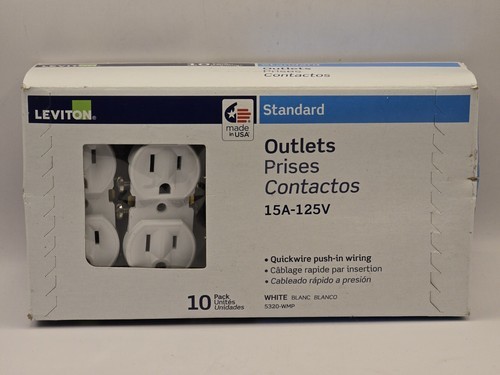 Outlets
Prises
Contactos
LEVITON®
made
in USA
Standard
Outlets
Prises
Contactos
15A-125V
• Quickwire push-in wiring
• Câblage rapide par insertion
• Cableado rápido a presión
10 Pack
Unités
Unidades
WHITE BLANC BLANCO
5320-WMP